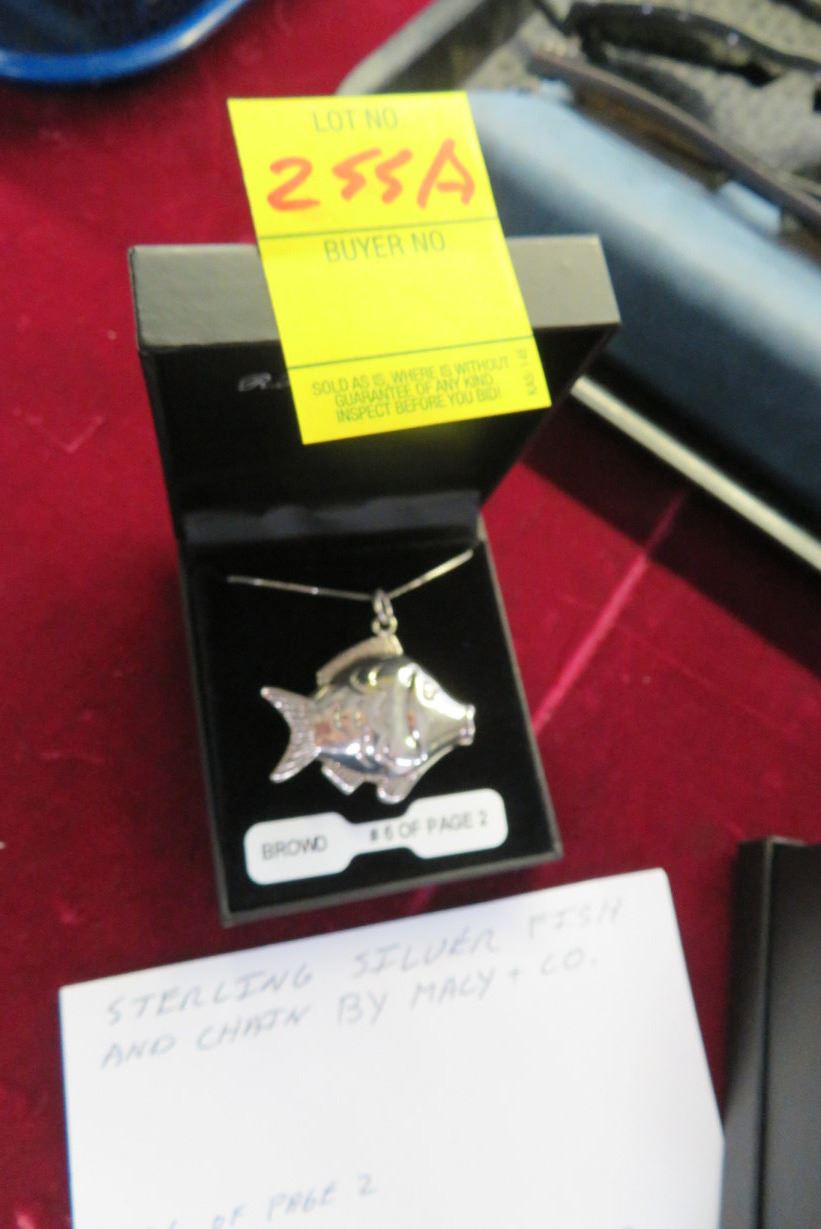 LOT NO
255A
BUYER NO
SOLD AS IS, WHERE IS WITHOUT
GUARANTEE OF ANY KIND.
INSPECT BEFORE YOU BID!
BROWD # 6 OF PAGE 2
STERLING SILVER FISH
AND CHAIN BY MACY + CO.
OF PAGE 2